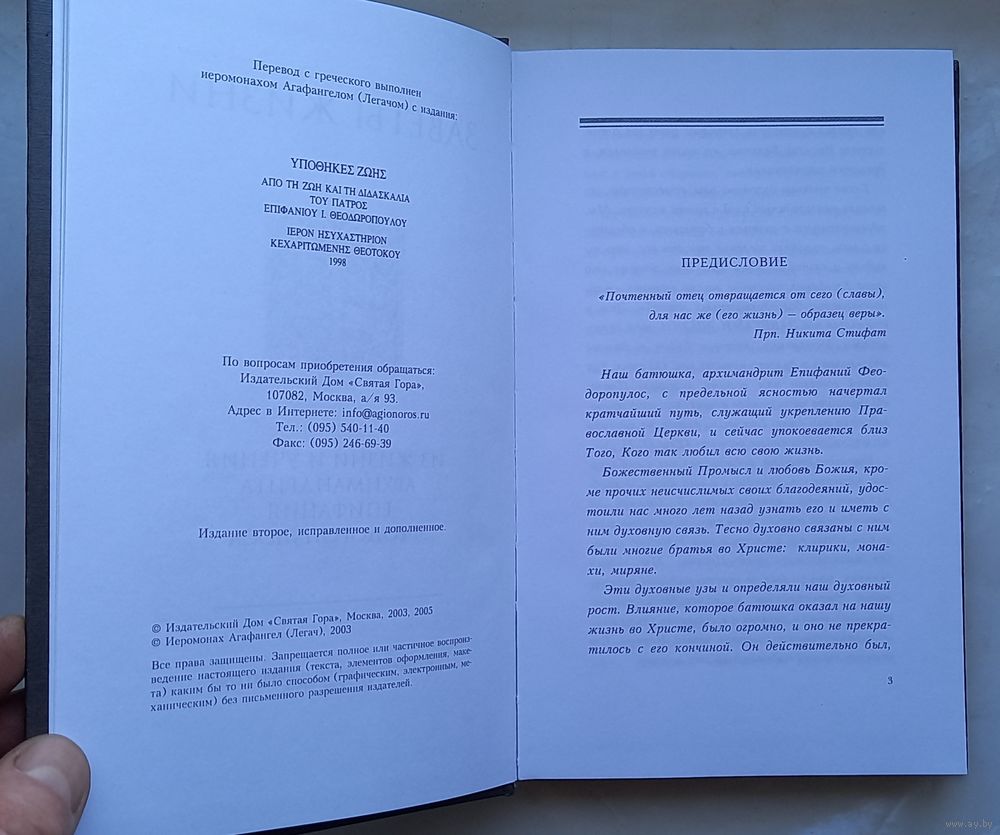 Перевод с греческого выполнен
иеромонахом Агафангелом (Легачом) с издания:
ΥΠΟΘΗΚΕΣ ΖΩΗΣ
ΑΠΟ ΤΗ ΖΩΗ ΚΑΙ ΤΗ ΔΙΔΑΣΚΑΛΙΑ
ΤΟΥ ΠΑΤΡΟΣ
ΕΠΙΦΑΝΙΟΥ Ι. ΘΕΟΔΩΡΟΠΟΥΛΟΥ
ΙΕΡΟΝ ΗΣΥΧΑΣΤΗΡΙΟΝ
ΚΕΧΑΡΙΤΩΜΕΝΗΣ ΘΕΟΤΟΚΟΥ
1998
По вопросам приобретения обращаться:
Издательский Дом «Святая Гора»,
107082, Москва, а/я 93.
Адрес в Интернете: info@agionoros.ru
Тел.: (095) 540-11-40
Факс: (095) 246-69-39
Издание второе, исправленное и дополненное.
© Издательский Дом «Святая Гора», Москва, 2003, 2005
© Иеромонах Агафангел (Легач), 2003
Все права защищены. Запрещается полное или частичное воспроиз-
ведение настоящего издания (текста, элементов оформления, маке-
та) каким бы то ни было способом (графическим, электронным, ме-
ханическим) без письменного разрешения издателей.
ПРЕДИСЛОВИЕ
«Почтенный отец отвращается от сего (славы),
для нас же (его жизнь) — образец веры».
Прп. Никита Стифат
Наш батюшка, архимандрит Епифаний Фео-
доропулос, с предельной ясностью начертал
кратчайший путь, служащий укреплению Пра-
вославной Церкви, и сейчас упокоевается близ
Того, Кого так любил всю свою жизнь.
Божественный Промысл и любовь Божия, кро-
ме прочих неисчислимых своих благодеяний, удос-
тоили нас много лет назад узнать его и иметь с
ним духовную связь. Тесно духовно связаны с ним
были многие братья во Христе: клирики, мона-
хи, миряне.
Эти духовные узы и определяли наш духовный
рост. Влияние, которое батюшка оказал на нашу
жизнь во Христе, было огромно, и оно не прекра-
тилось с его кончиной. Он действительно был,
3
www.ay.by